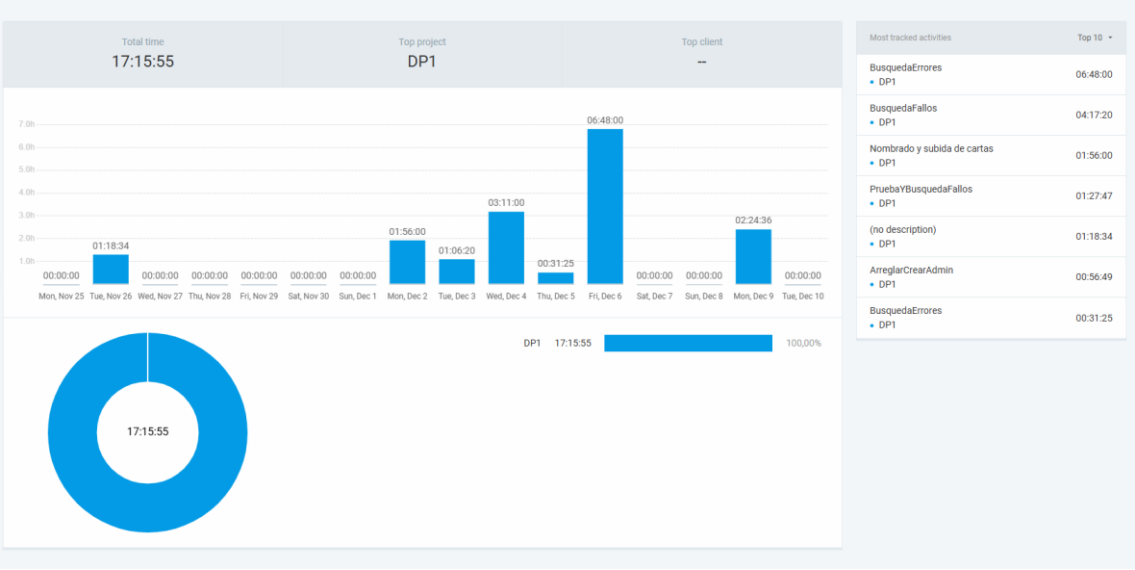 Total time
17:15:55
Top project
DP1
Top client
--
7.0h
6.0h
5.0h
4.0h
3.0h
2.0h
1.0h
00:00:00
01:18:34
00:00:00
00:00:00
00:00:00
00:00:00
00:00:00
01:56:00
01:06:20
03:11:00
00:31:25
06:48:00
00:00:00
00:00:00
02:24:36
00:00:00
Mon, Nov 25 Tue, Nov 26 Wed, Nov 27 Thu, Nov 28 Fri, Nov 29 Sat, Nov 30 Sun, Dec 1 Mon, Dec 2 Tue, Dec 3 Wed, Dec 4 Thu, Dec 5 Fri, Dec 6 Sat, Dec 7 Sun, Dec 8 Mon, Dec 9 Tue, Dec 10
17:15:55
DP1 17:15:55 100,00%
Most tracked activities Top 10
BusquedaErrores
DP1
06:48:00
BusquedaFallos
DP1
04:17:20
Nombrado y subida de cartas
DP1
01:56:00
PruebaYBusquedaFallos
DP1
01:27:47
(no description)
DP1
01:18:34
ArreglarCrearAdmin
DP1
00:56:49
BusquedaErrores
DP1
00:31:25